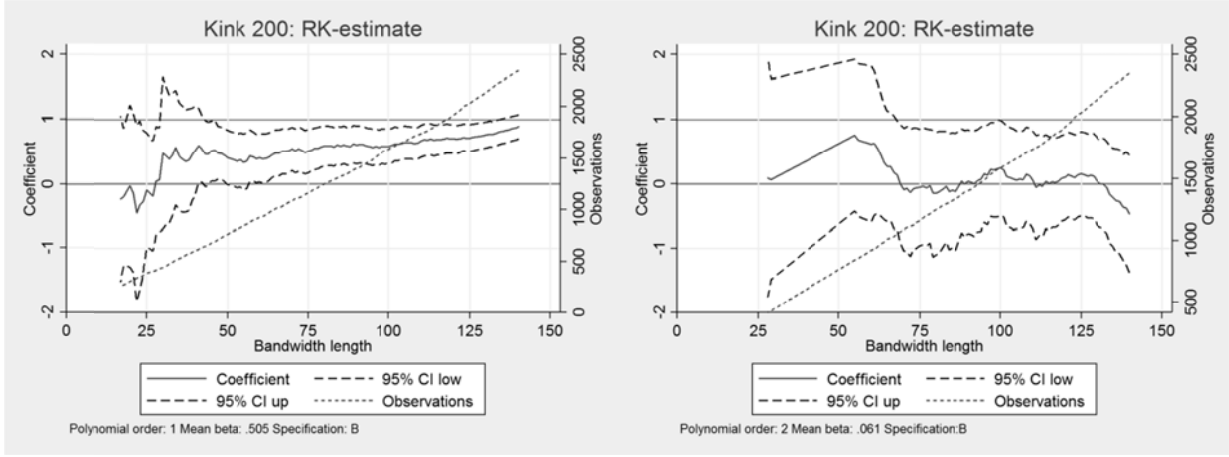 Kink 200: RK-estimate
2
1
0
-1
-2
Coefficient
2500
2000
1500
1000
500
0
Observations
0 25 50 75 100 125 150
Bandwidth length
Coefficient 95% CI low
95% CI up Observations
Polynomial order: 1 Mean beta: .505 Specification: B
Kink 200: RK-estimate
2
1
0
-1
-2
Coefficient
2500
2000
1500
1000
500
Observations
0 25 50 75 100 125 150
Bandwidth length
Coefficient 95% CI low
95% CI up Observations
Polynomial order: 2 Mean beta: .061 Specification:B